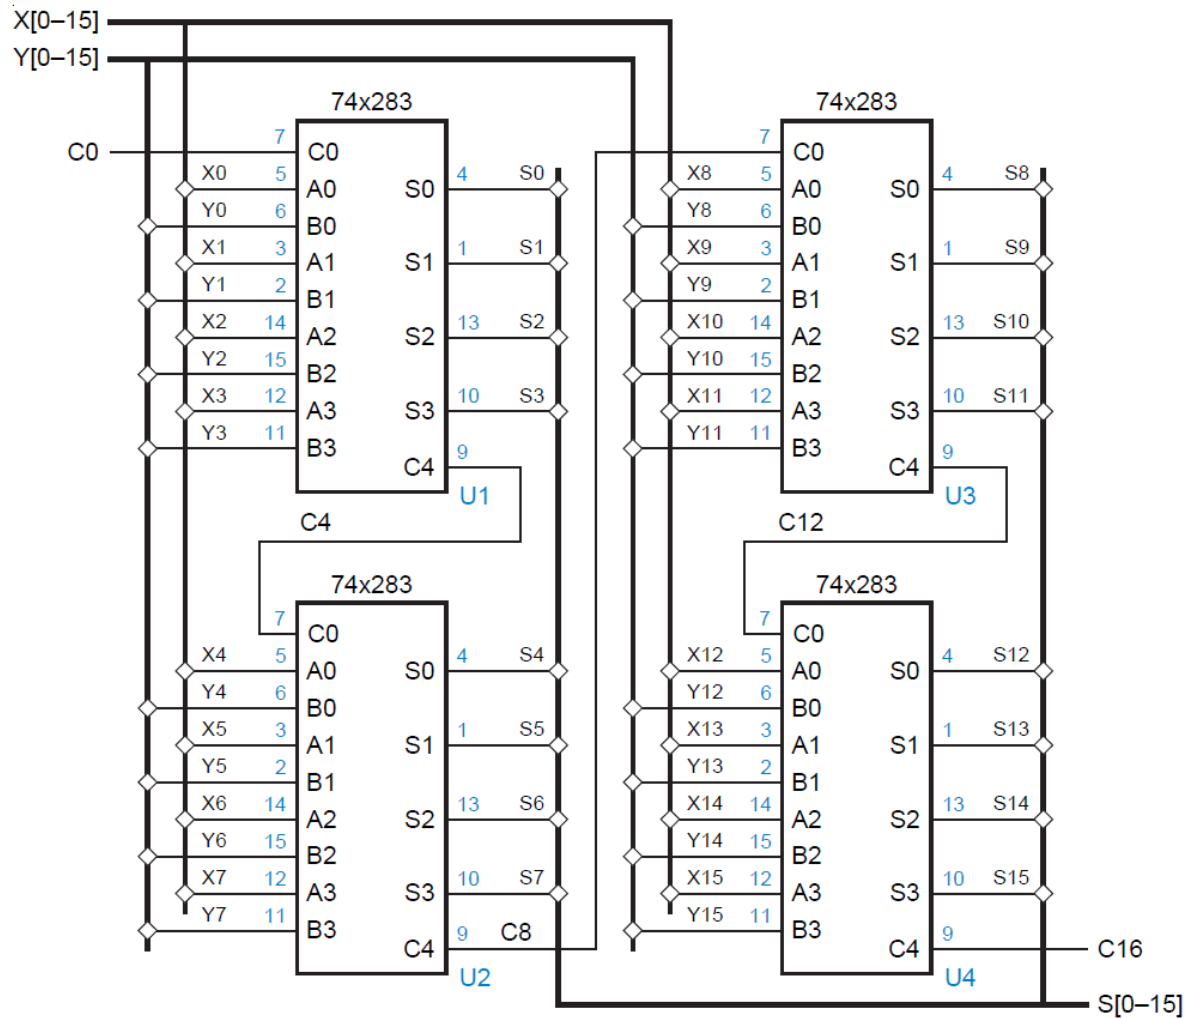 X[0–15]
Y[0–15]
74x283
C0
7
C0
X0 5 A0 S0 4 S0
Y0 6 B0
X1 3 A1 S1 1 S1
Y1 2 B1
X2 14 A2 S2 13 S2
Y2 15 B2
X3 12 A3 S3 10 S3
Y3 11 B3
C4 9
U1
C4
74x283
7
C0
X4 5 A0 S0 4 S4
Y4 6 B0
X5 3 A1 S1 1 S5
Y5 2 B1
X6 14 A2 S2 13 S6
Y6 15 B2
X7 12 A3 S3 10 S7
Y7 11 B3
C4 9 C8
U2
74x283
7
C0
X8 5 A0 S0 4 S8
Y8 6 B0
X9 3 A1 S1 1 S9
Y9 2 B1
X10 14 A2 S2 13 S10
Y10 15 B2
X11 12 A3 S3 10 S11
Y11 11 B3
C4 9
U3
C12
74x283
7
C0
X12 5 A0 S0 4 S12
Y12 6 B0
X13 3 A1 S1 1 S13
Y13 2 B1
X14 14 A2 S2 13 S14
Y14 15 B2
X15 12 A3 S3 10 S15
Y15 11 B3
C4 9 C16
U4
S[0–15]